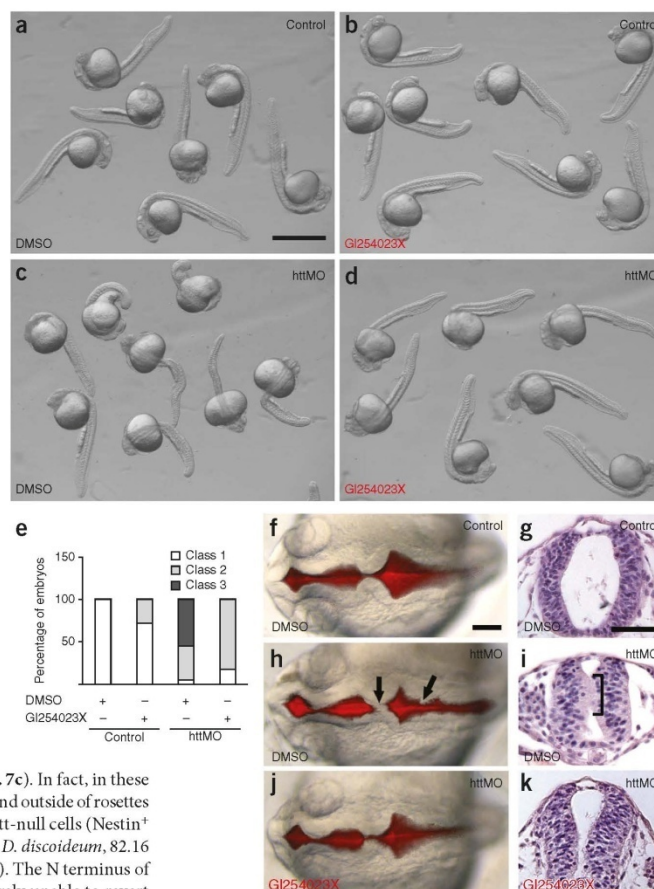 a
Control
DMSO
b
Contro
GI254023X
c
httMO
DMSO
d
httMO
GI254023X
e
150
100
50
Percentage of embryos
Class 1
Class 2
Class 3
DMSO + – + –
GI254023X – + – +
Control httMO
f
Control
DMSO
g
Contro
DMSO
h
httMO
DMSO
i
httMO
DMSO
j
httMO
GI254023X
k
httMO
GI254023X
.7c). In fact, in these
nd outside of rosettes
tt-null cells (Nestin+
D. discoideum, 82.16
). The N terminus of